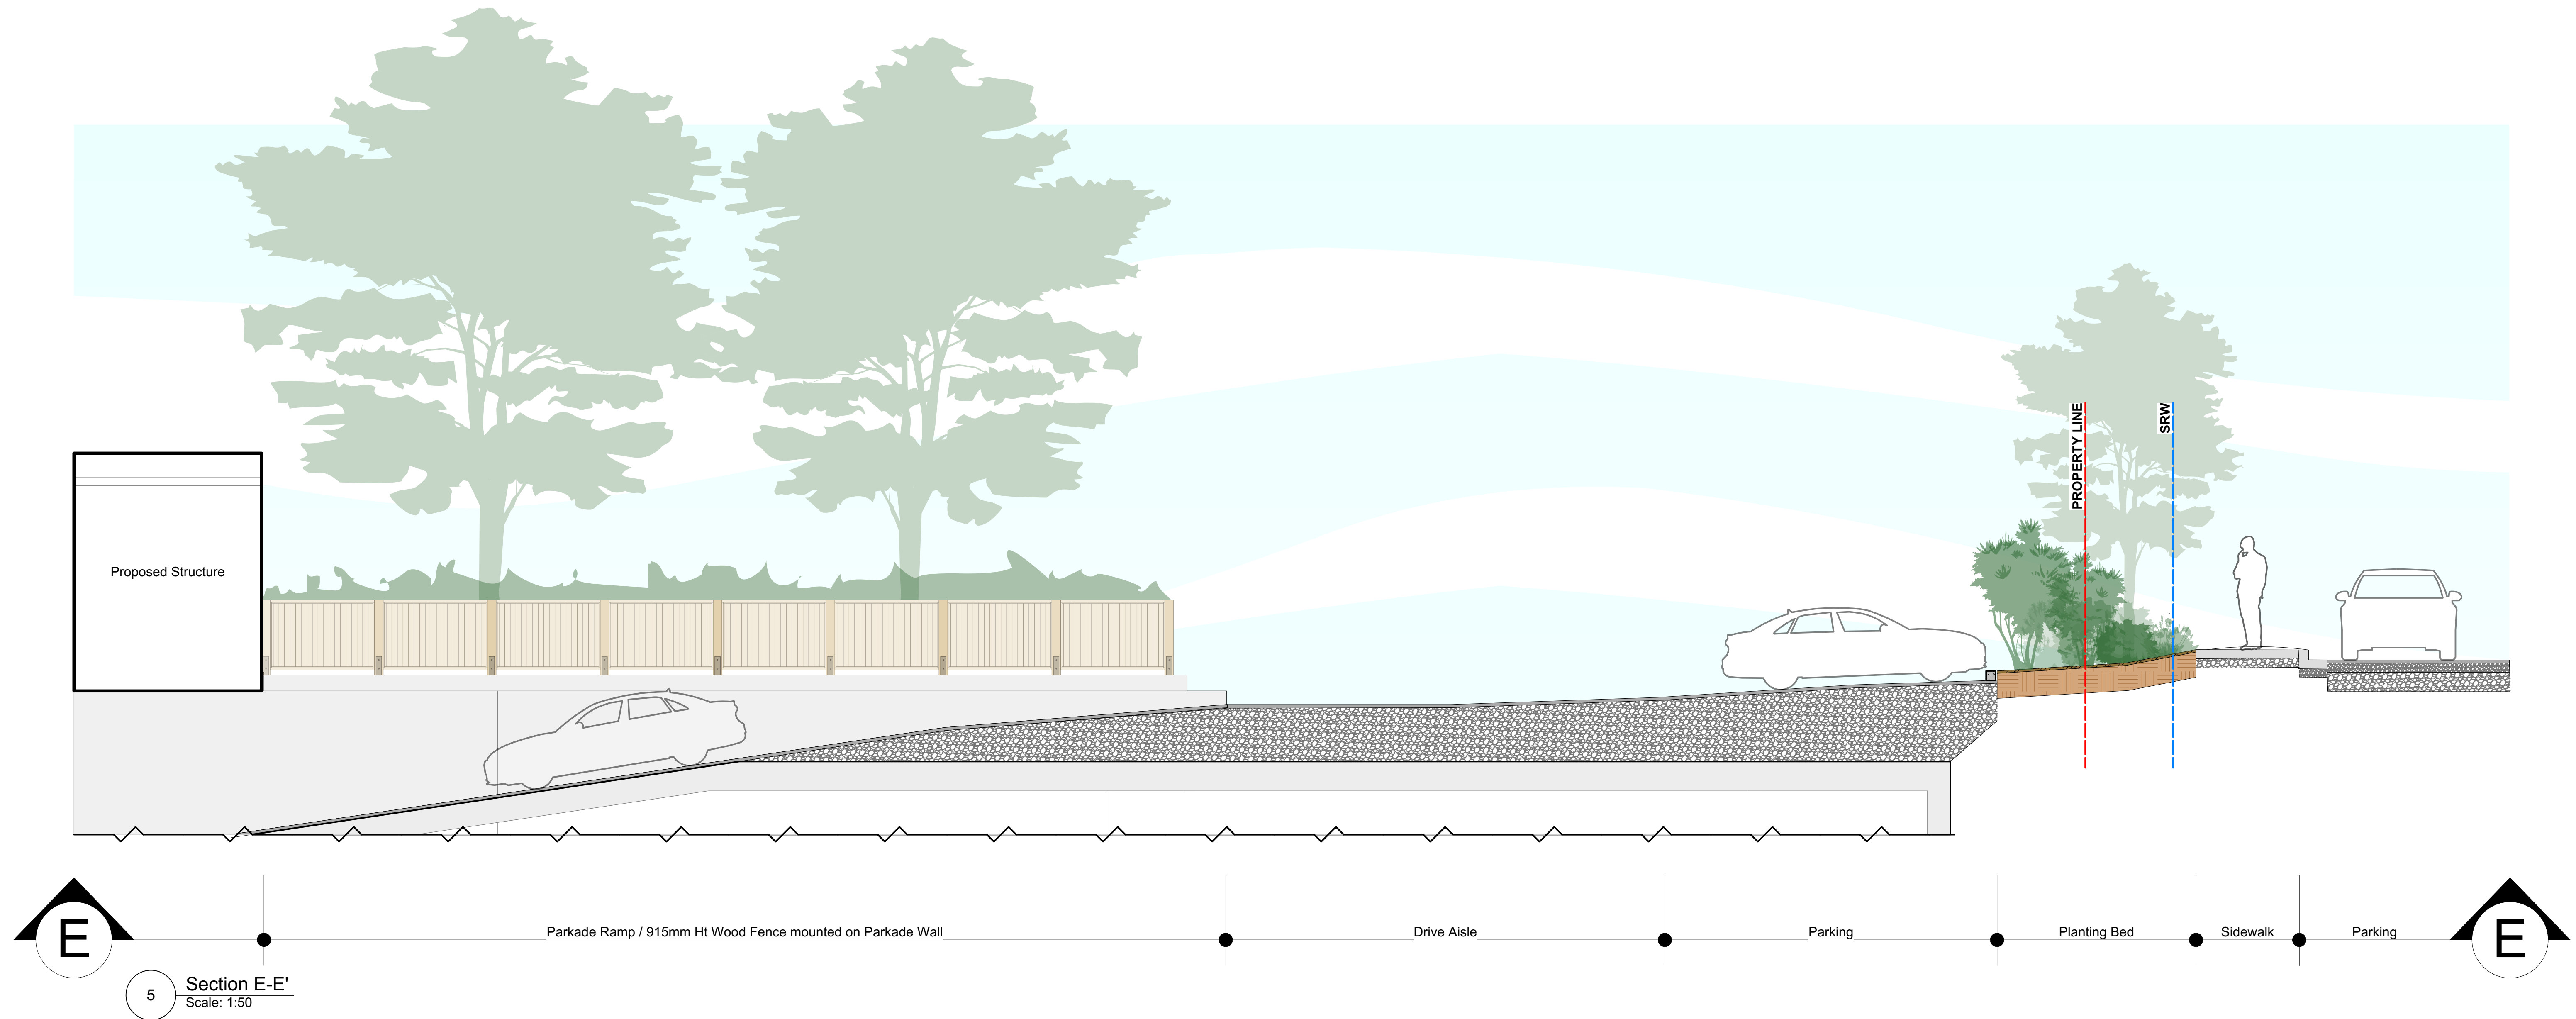 PROPERTY LINE
SRW
Proposed Structure
E
Parkade Ramp / 915mm Ht Wood Fence mounted on Parkade Wall
Drive Aisle
Parking
Planting Bed
Sidewalk
Parking
E
5
Section E-E'
Scale: 1:50